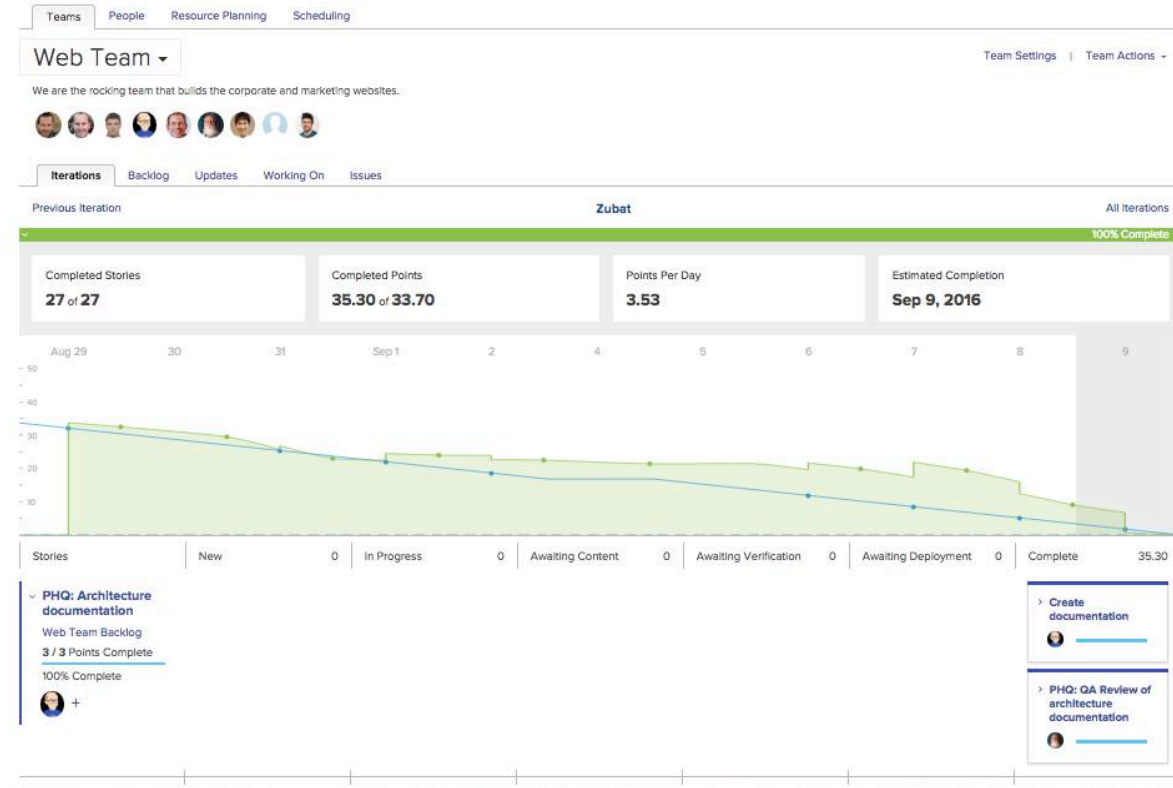 Teams People Resource Planning Scheduling
Web Team
Team Settings | Team Actions
We are the rocking team that builds the corporate and marketing websites.
Iterations Backlog Updates Working On Issues
Previous Iteration Zubat All Iterations
100% Complete
Completed Stories Completed Points Points Per Day Estimated Completion
27 of 27 35.30 of 33.70 3.53 Sep 9, 2016
Aug 29 30 31 Sep 1 2 4 5 6 7 8 9
50
40
30
20
10
Stories New 0 In Progress 0 Awaiting Content 0 Awaiting Verification 0 Awaiting Deployment 0 Complete 35.30
PHQ: Architecture
documentation
Web Team Backlog
3 / 3 Points Complete
100% Complete
+
Create
documentation
PHQ: QA Review of
architecture
documentation